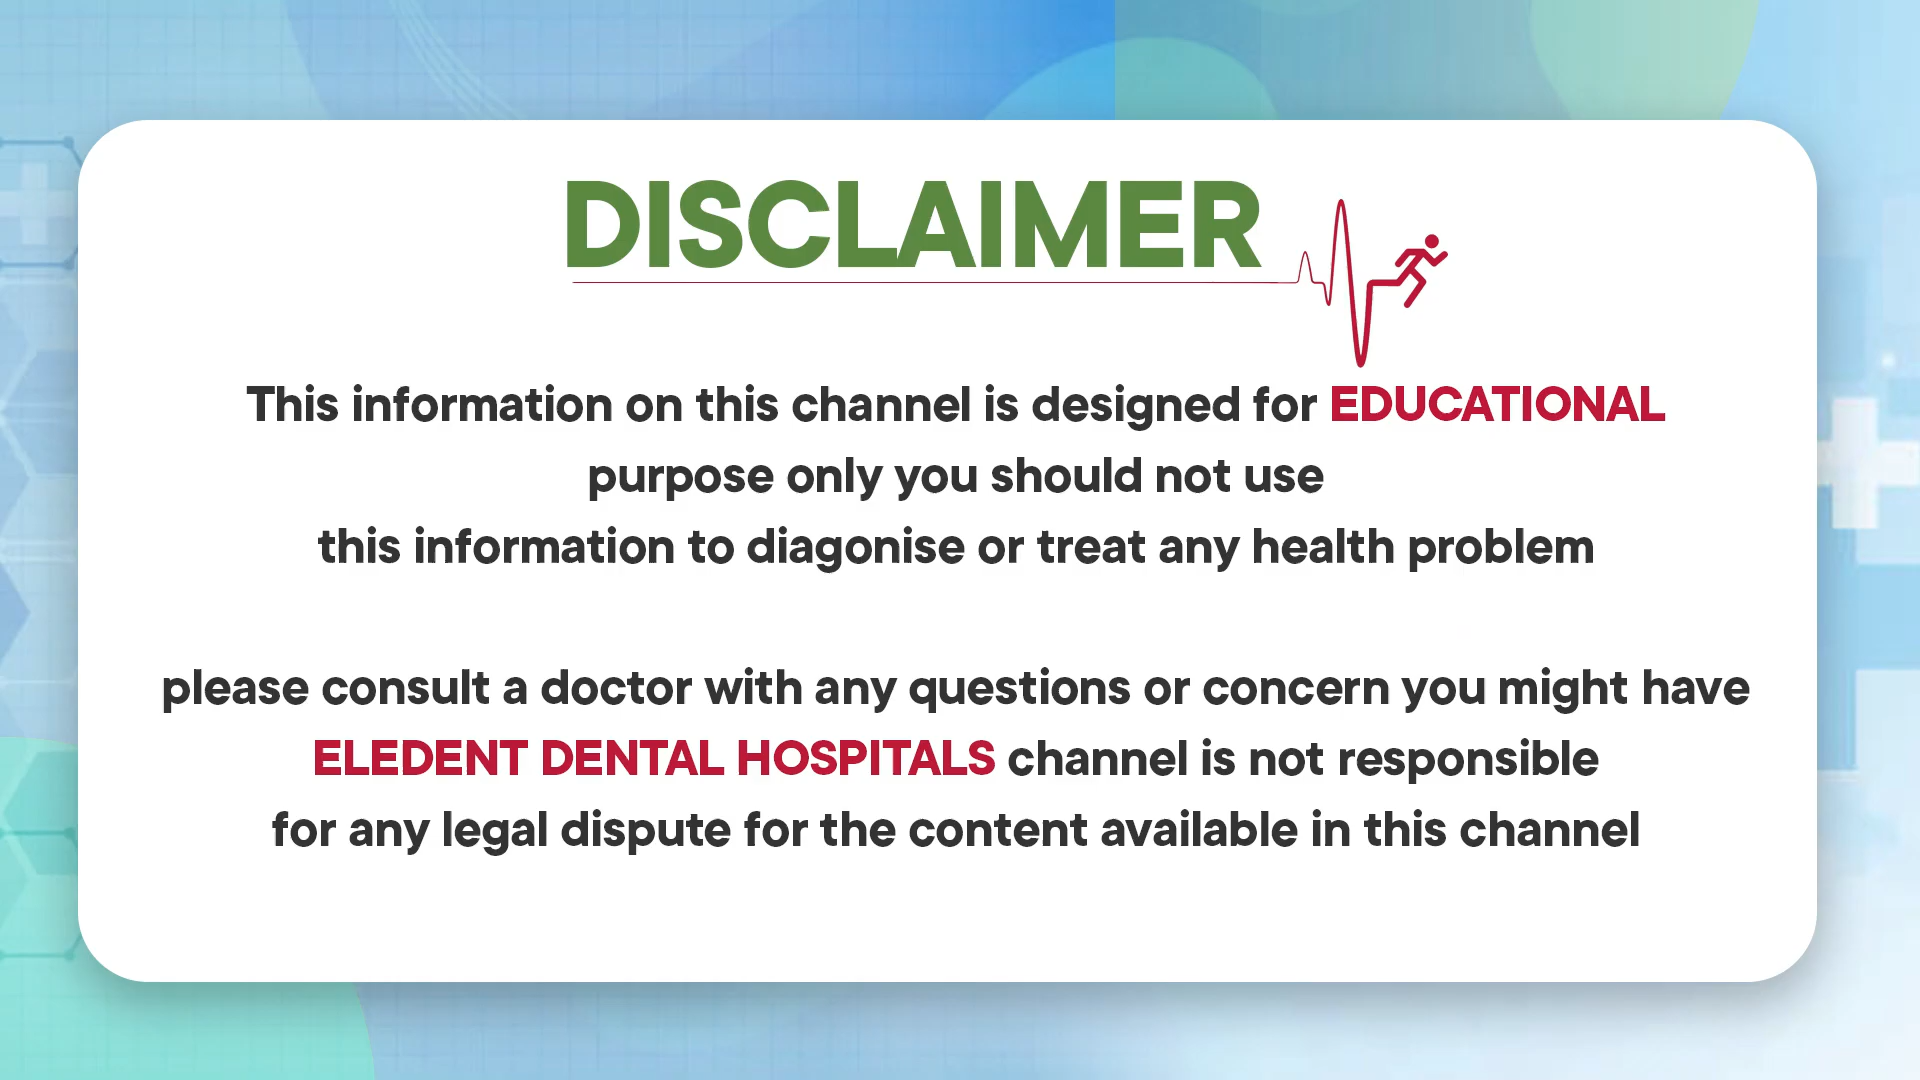 DISCLAIMER
This information on this channel is designed for EDUCATIONAL
purpose only you should not use
this information to diagonise or treat any health problem
please consult a doctor with any questions or concern you might have
ELEDENT DENTAL HOSPITALS channel is not responsible
for any legal dispute for the content available in this channel